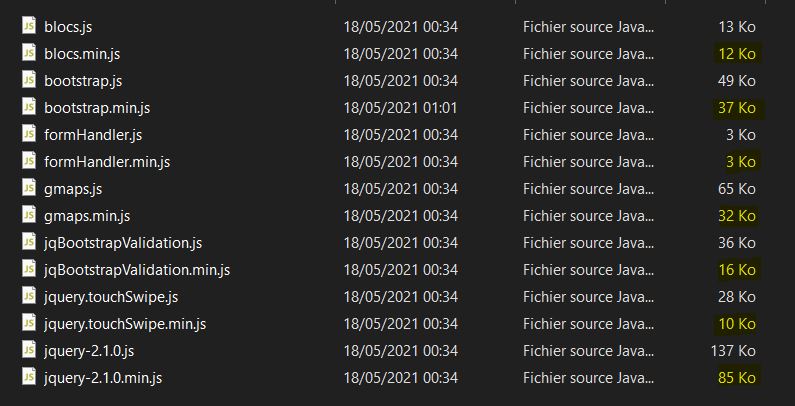 blocs.js 18/05/2021 00:34 Fichier source Java... 13 Ko
blocs.min.js 18/05/2021 00:34 Fichier source Java... 12 Ko
bootstrap.js 18/05/2021 00:34 Fichier source Java... 49 Ko
bootstrap.min.js 18/05/2021 01:01 Fichier source Java... 37 Ko
formHandler.js 18/05/2021 00:34 Fichier source Java... 3 Ko
formHandler.min.js 18/05/2021 00:34 Fichier source Java... 3 Ko
gmaps.js 18/05/2021 00:34 Fichier source Java... 65 Ko
gmaps.min.js 18/05/2021 00:34 Fichier source Java... 32 Ko
jqBootstrapValidation.js 18/05/2021 00:34 Fichier source Java... 36 Ko
jqBootstrapValidation.min.js 18/05/2021 00:34 Fichier source Java... 16 Ko
jquery.touchSwipe.js 18/05/2021 00:34 Fichier source Java... 28 Ko
jquery.touchSwipe.min.js 18/05/2021 00:34 Fichier source Java... 10 Ko
jquery-2.1.0.js 18/05/2021 00:34 Fichier source Java... 137 Ko
jquery-2.1.0.min.js 18/05/2021 00:34 Fichier source Java... 85 Ko